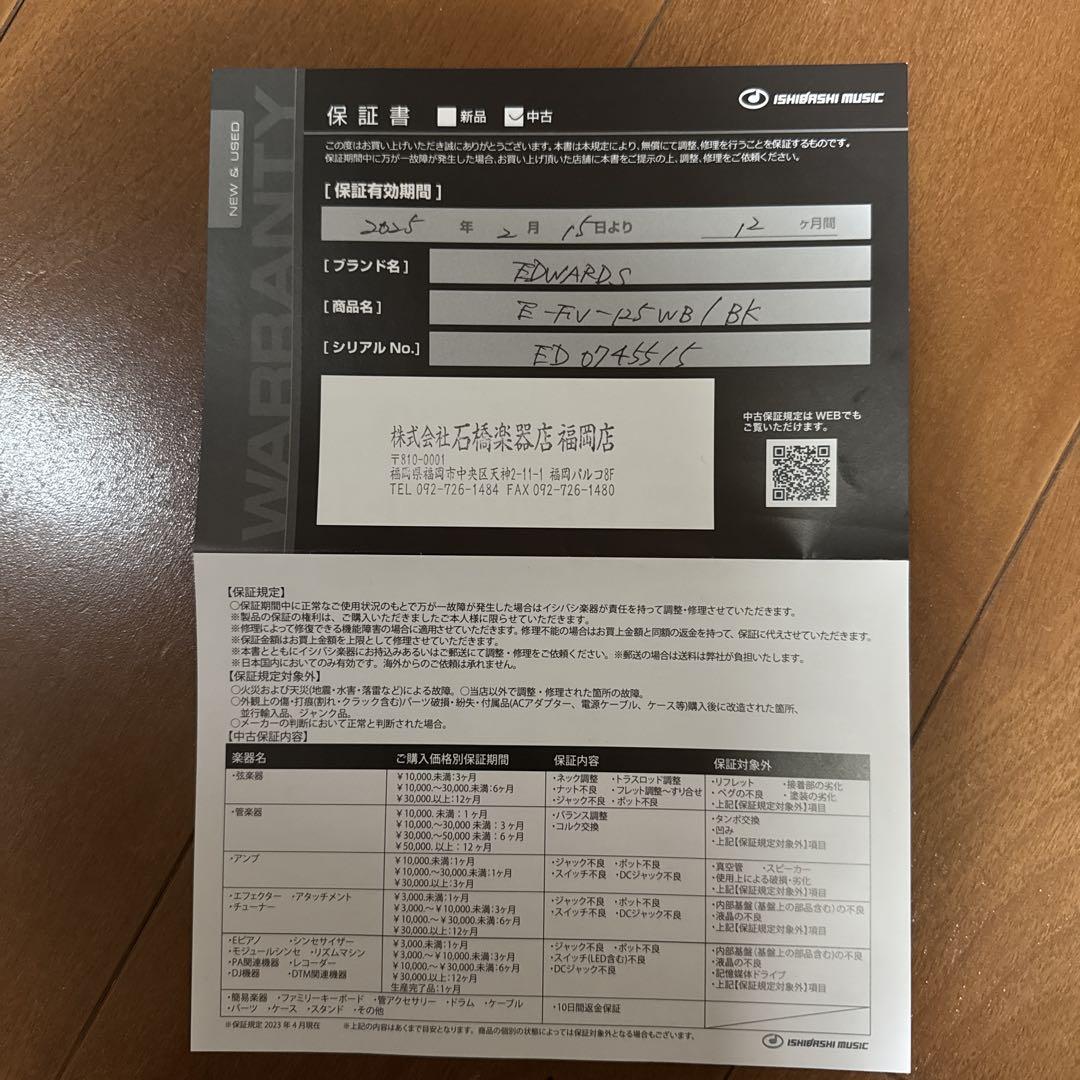 ISHIBASHI MUSIC
保証書 新品 中古
NEW & USED
WARRANTY
この度はお買い上げいただき誠にありがとうございます。本書は本規定により、無償にて調整、修理を行うことを保証するものです。
保証期間中に万が一故障が発生した場合、お買い上げ頂いた店舗に本書をご提示の上、調整、修理をご依頼ください。
[保証有効期間]
2025 年 2 月 15日より 12 ヶ月間
[ブランド名] EDWARDS
[商品名] E-FV-125WB/BK
[シリアルNo.] ED 0745515
株式会社石橋楽器店 福岡店
〒810-0001
福岡県福岡市中央区天神2-11-1 福岡パルコ8F
TEL 092-726-1484 FAX 092-726-1480
中古保証規定は WEBでも
ご覧いただけます。
【保証規定】
○保証期間中に正常なご使用状況のもとで万が一故障が発生した場合はイシバシ楽器が責任を持って調整・修理させていただきます。
※製品の保証の権利は、ご購入いただきましたご本人様に限らせていただきます。
※修理によって修復できる機能障害の場合に適用させていただきます。修理不能の場合はお買上金額と同額の返金を持って、保証に代えさせていただきます。
※保証金額はお買上金額を上限として修理させていただきます。
※本書とともにイシバシ楽器にお持込みあるいはご郵送にて調整・修理をご依頼ください。※郵送の場合は送料は弊社が負担いたします。
※日本国内においてのみ有効です。海外からのご依頼は承れません。
【保証規定対象外】
○火災および天災(地震・水害・落雷など)による故障。○当店以外で調整・修理された箇所の故障。
○外観上の傷・打痕(割れ・クラック含む)パーツ破損・紛失・付属品(ACアダプター、電源ケーブル、ケース等)購入後に改造された箇所、
並行輸入品、ジャンク品。
○メーカーの判断において正常と判断された場合。
【中古保証内容】
楽器名 ご購入価格別保証期間 保証内容 保証対象外
・弦楽器 ￥10,000.未満：3ヶ月 ・ネック調整 ・トラスロッド調整 ・リフレット ・接着部の劣化
￥10,000.～30,000.未満：6ヶ月 ・ナット不良 ・フレット調整～すり合せ ・ペグの不良 ・塗装の劣化
￥30,000.以上：12ヶ月 ・ジャック不良 ・ポット不良 ・上記【保証規定対象外】項目
・管楽器 ￥10,000. 未満：1ヶ月 ・バランス調整 ・タンポ交換
￥10,000.～30,000 未満：3ヶ月 ・コルク交換 ・凹み
￥30,000.～50,000 未満：6ヶ月 ・上記【保証規定対象外】項目
￥50,000. 以上：12ヶ月
・アンプ ￥10,000.未満：1ヶ月 ・ジャック不良 ・ポット不良 ・真空管 ・スピーカー
￥10,000.～30,000.未満：1ヶ月 ・スイッチ不良 ・DCジャック不良 ・使用上による破損・劣化
￥30,000.以上：3ヶ月 ・上記【保証規定対象外】項目
・エフェクター ・アタッチメント ￥3,000.未満：1ヶ月 ・ジャック不良 ・ポット不良 ・内部基盤(基盤上の部品含む)の不良
・チューナー ￥3,000.～￥10,000.未満：3ヶ月 ・スイッチ不良 ・DCジャック不良 ・液晶の不良
￥10,000.～￥30,000.未満：6ヶ月 ・上記【保証規定対象外】項目
￥30,000.以上：12ヶ月
・Eピアノ ・シンセサイザー ￥3,000.未満：1ヶ月 ・ジャック不良 ・ポット不良 ・内部基盤(基盤上の部品含む)の不良
・モジュールシンセ ・リズムマシン ￥3,000.～￥10,000.未満：3ヶ月 ・スイッチ(LED含む)不良 ・液晶の不良
・PA関連機器 ・レコーダー ￥10,000.～￥30,000.未満：6ヶ月 ・DCジャック不良 ・記憶媒体ドライブ
・DJ機器 ・DTM関連機器 ￥30,000.以上：12ヶ月 ・上記【保証規定対象外】項目
生産完了品：1ヶ月
・簡易楽器 ・ファミリーキーボード ・管アクセサリー ・ドラム ・ケーブル ・10日間返金保証
・パーツ ・ケース ・スタンド ・その他
※保証規定 2023 年 4月現在 ※上記の内容はあくまで目安となります。商品の個別の状態によっては保証対象外となる場合もございます。
ISHIBASHI MUSIC